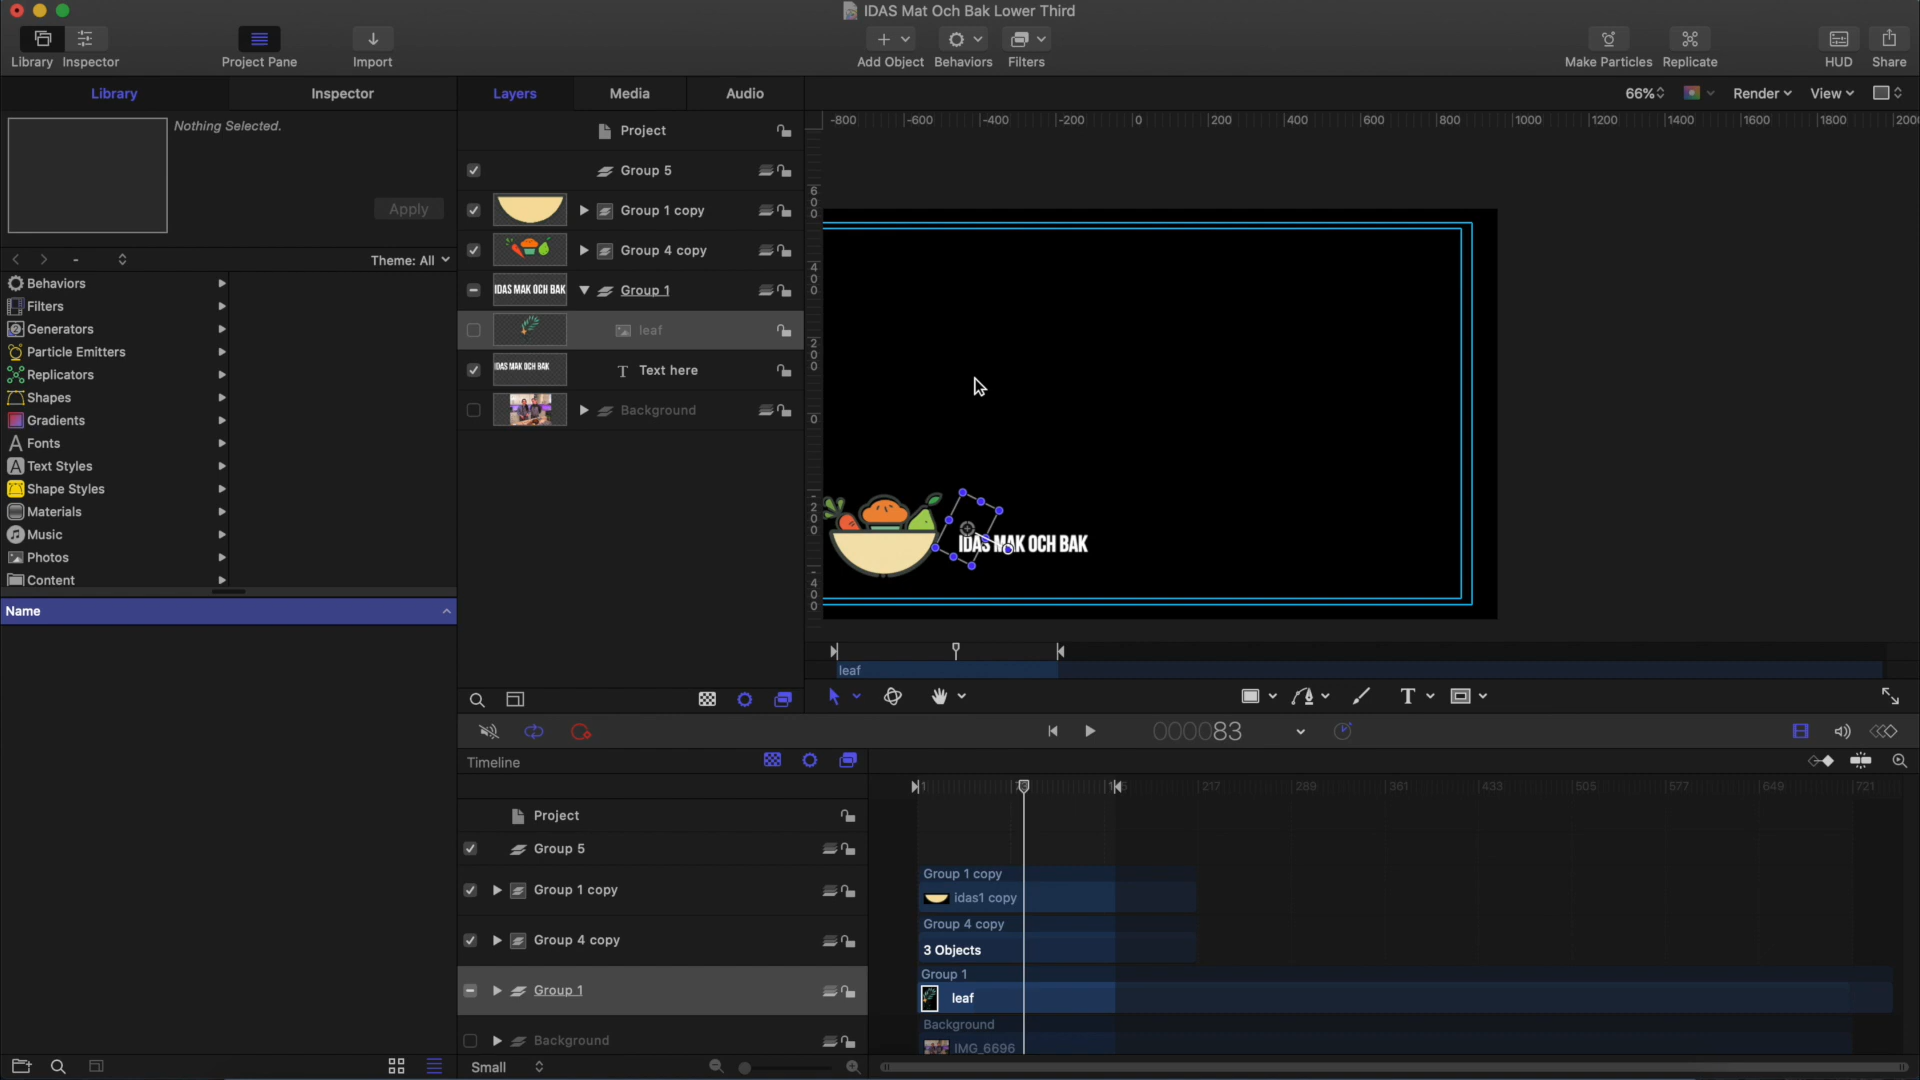 IDAS Mat Och Bak Lower Third
Library
Inspector
Project Pane
Import
Add Object
Behaviors
Filters
Make Particles
Replicate
HUD
Share
Library
Inspector
Layers
Media
Audio
66%
Render
View
Nothing Selected.
Apply
-
Theme: All
Behaviors
Filters
Generators
Particle Emitters
Replicators
Shapes
Gradients
Fonts
Text Styles
Shape Styles
Materials
Music
Photos
Content
Name
Project
Group 5
Group 1 copy
Group 4 copy
IDAS MAK OCH BAK
Group 1
leaf
IDAS MAK OCH BAK
Text here
Background
-800 -600 -400 -200 0 200 400 600 800 1000 1200 1400 1600 1800 2000
600
400
200
0
-200
-400
IDAS MAK OCH BAK
leaf
000083
Timeline
1 217 289 361 433 505 577 649 721
Project
Group 5
Group 1 copy
Group 4 copy
Group 1
Background
Group 1 copy
idas1 copy
Group 4 copy
3 Objects
Group 1
leaf
Background
IMG_6696
Small